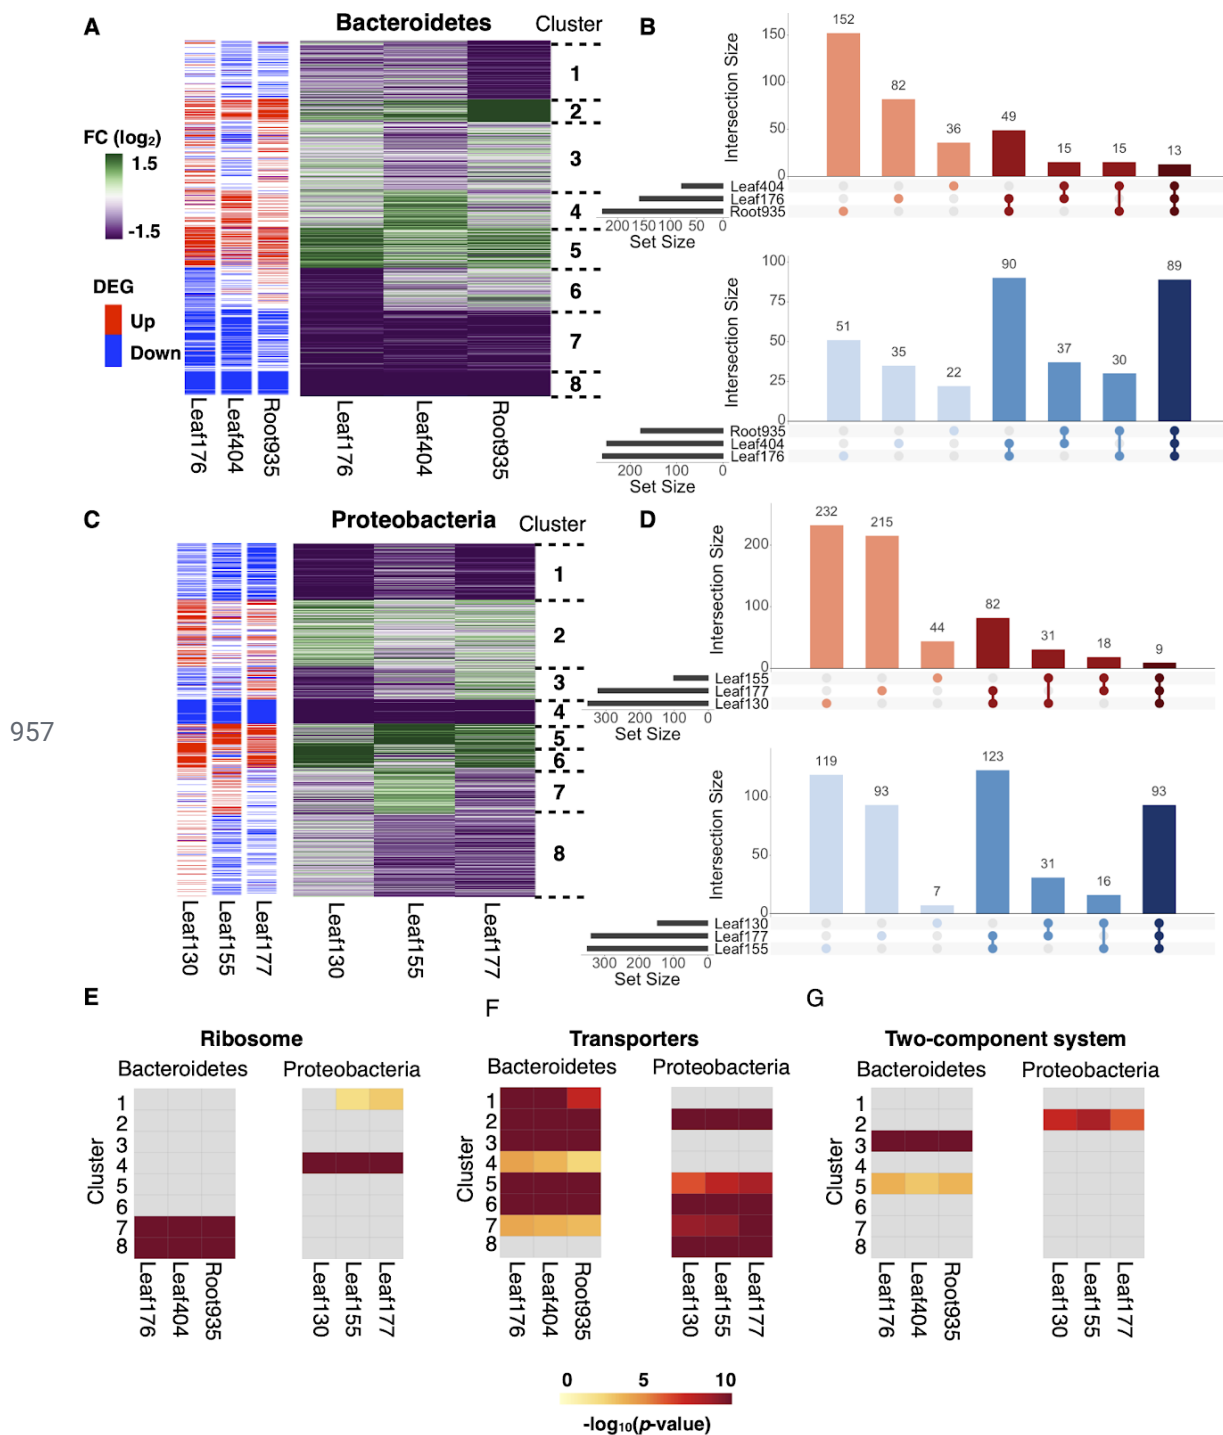 A
Bacteroidetes
Cluster
1
2
3
4
5
6
7
8
FC (log2)
1.5
-1.5
DEG
Up
Down
Leaf176
Leaf404
Root935
Leaf176
Leaf404
Root935
B
Intersection Size
150
100
50
0
152
82
36
49
15
15
13
Leaf404
Leaf176
Root935
200 150 100 50 0
Set Size
Intersection Size
100
75
50
25
0
51
35
22
90
37
30
89
Root935
Leaf404
Leaf176
200 100 0
Set Size
957
C
Proteobacteria
Cluster
1
2
3
4
5
6
7
8
Leaf130
Leaf155
Leaf177
Leaf130
Leaf155
Leaf177
D
Intersection Size
200
100
0
232
215
44
82
31
18
9
Leaf155
Leaf177
Leaf130
300 200 100 0
Set Size
Intersection Size
100
50
0
119
93
7
123
31
16
93
Leaf130
Leaf177
Leaf155
300 200 100 0
Set Size
E
Ribosome
Bacteroidetes
Proteobacteria
Cluster
1
2
3
4
5
6
7
8
Leaf176
Leaf404
Root935
Leaf130
Leaf155
Leaf177
F
Transporters
Bacteroidetes
Proteobacteria
Cluster
1
2
3
4
5
6
7
8
Leaf176
Leaf404
Root935
Leaf130
Leaf155
Leaf177
G
Two-component system
Bacteroidetes
Proteobacteria
Cluster
1
2
3
4
5
6
7
8
Leaf176
Leaf404
Root935
Leaf130
Leaf155
Leaf177
0 5 10
-log10(p-value)